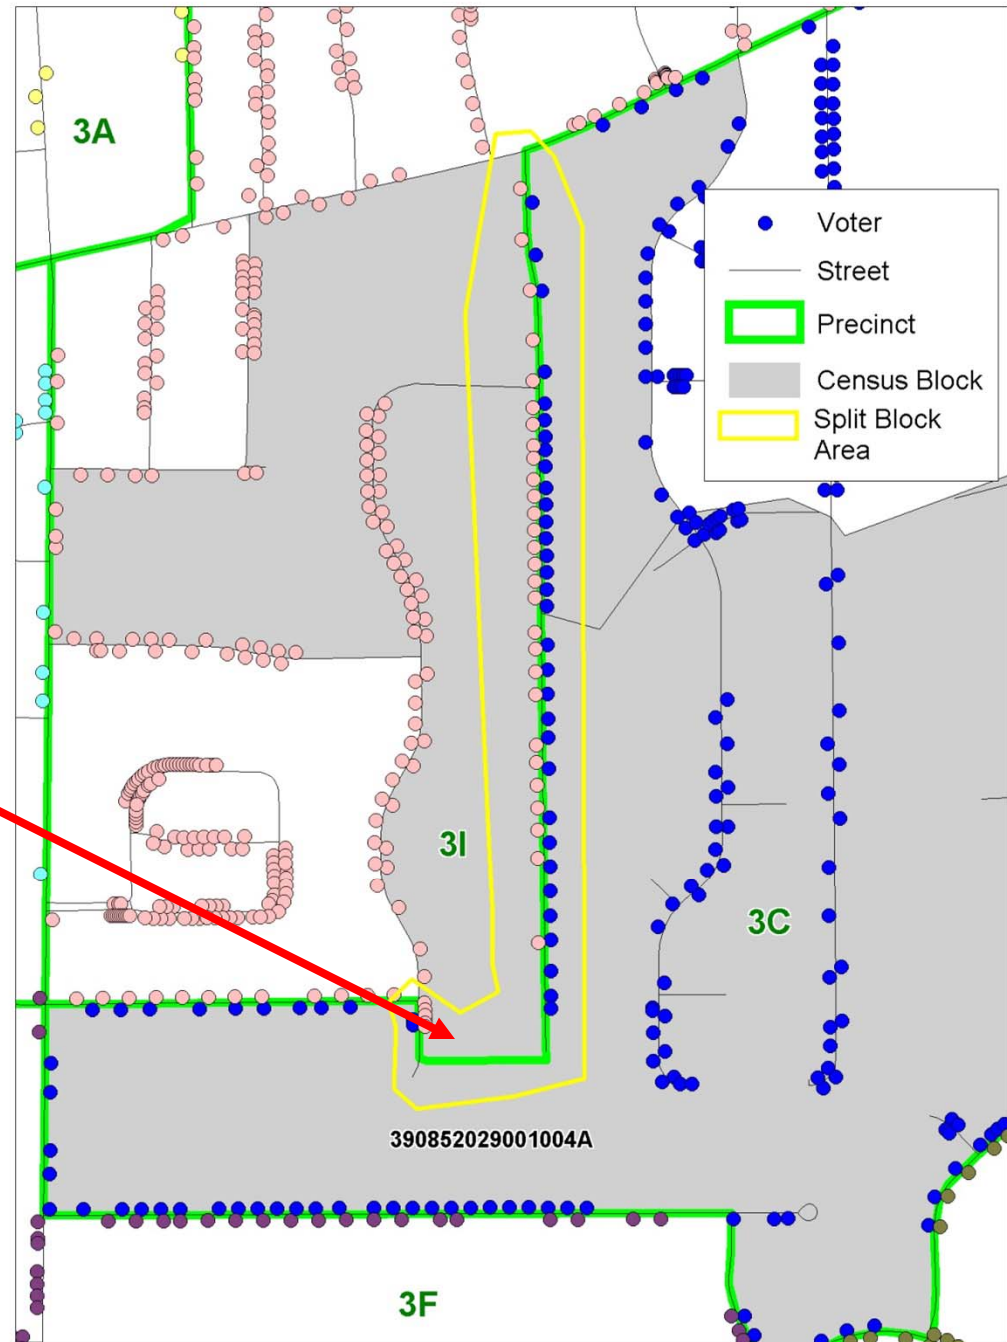 3A
Voter
Street
Precinct
Census Block
Split Block
Area
3I
3C
390852029001004A
3F